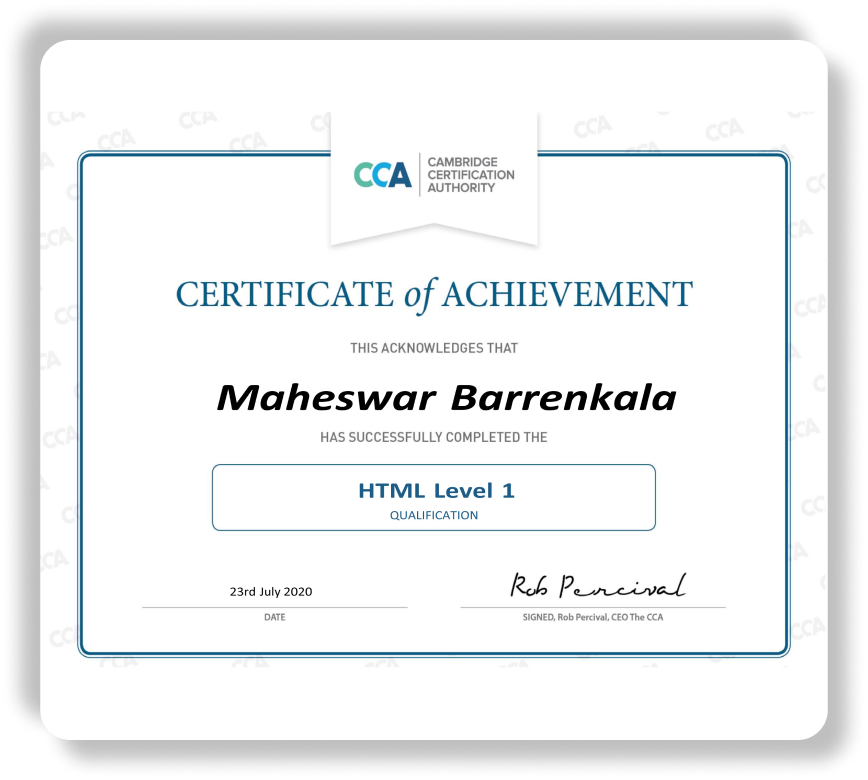 CCA
CAMBRIDGE
CERTIFICATION
AUTHORITY
CERTIFICATE of ACHIEVEMENT
THIS ACKNOWLEDGES THAT
Maheswar Barrenkala
HAS SUCCESSFULLY COMPLETED THE
HTML Level 1
QUALIFICATION
23rd July 2020
Rob Percival
DATE
SIGNED, Rob Percival, CEO The CCA